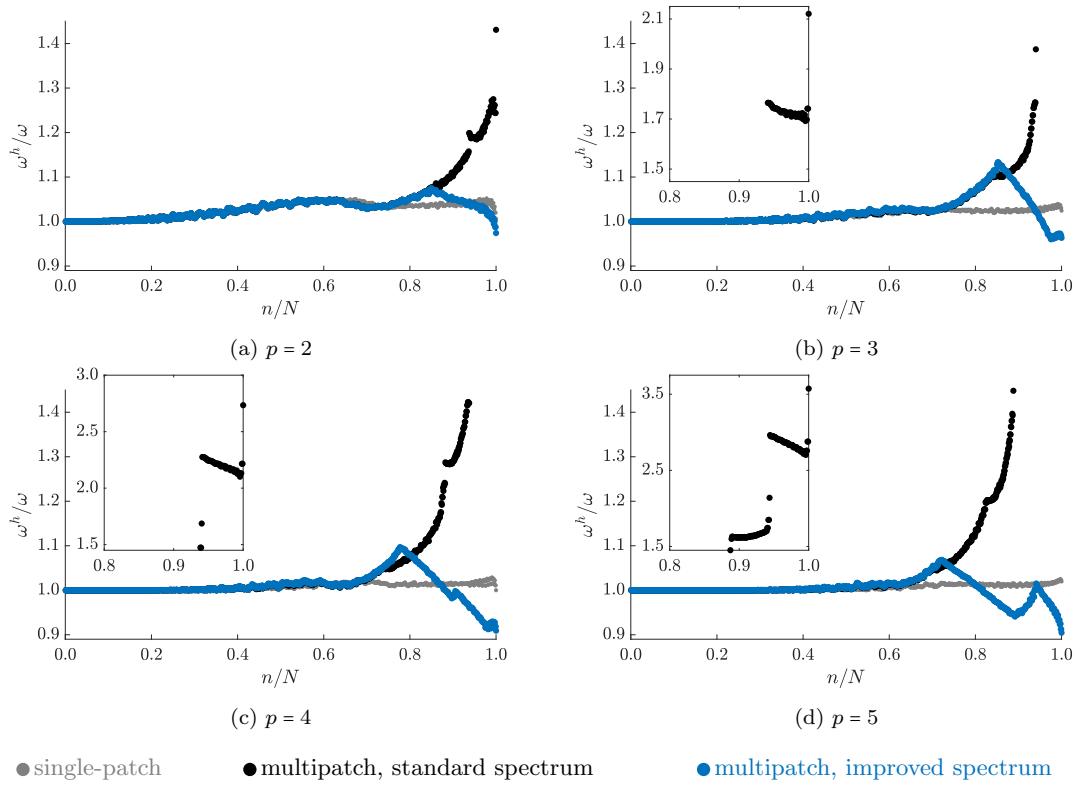 1.4
1.3
1.2
1.1
1.0
0.9
ω^h/ω
0.0 0.2 0.4 0.6 0.8 1.0
n/N
(a) p = 2
1.4
1.3
1.2
1.1
1.0
0.9
ω^h/ω
2.1
1.9
1.7
1.5
0.8 0.9 1.0
0.0 0.2 0.4 0.6 0.8 1.0
n/N
(b) p = 3
1.4
1.3
1.2
1.1
1.0
0.9
ω^h/ω
3.0
2.5
2.0
1.5
0.8 0.9 1.0
0.0 0.2 0.4 0.6 0.8 1.0
n/N
(c) p = 4
1.4
1.3
1.2
1.1
1.0
0.9
ω^h/ω
3.5
2.5
1.5
0.8 0.9 1.0
0.0 0.2 0.4 0.6 0.8 1.0
n/N
(d) p = 5
single-patch
multipatch, standard spectrum
multipatch, improved spectrum